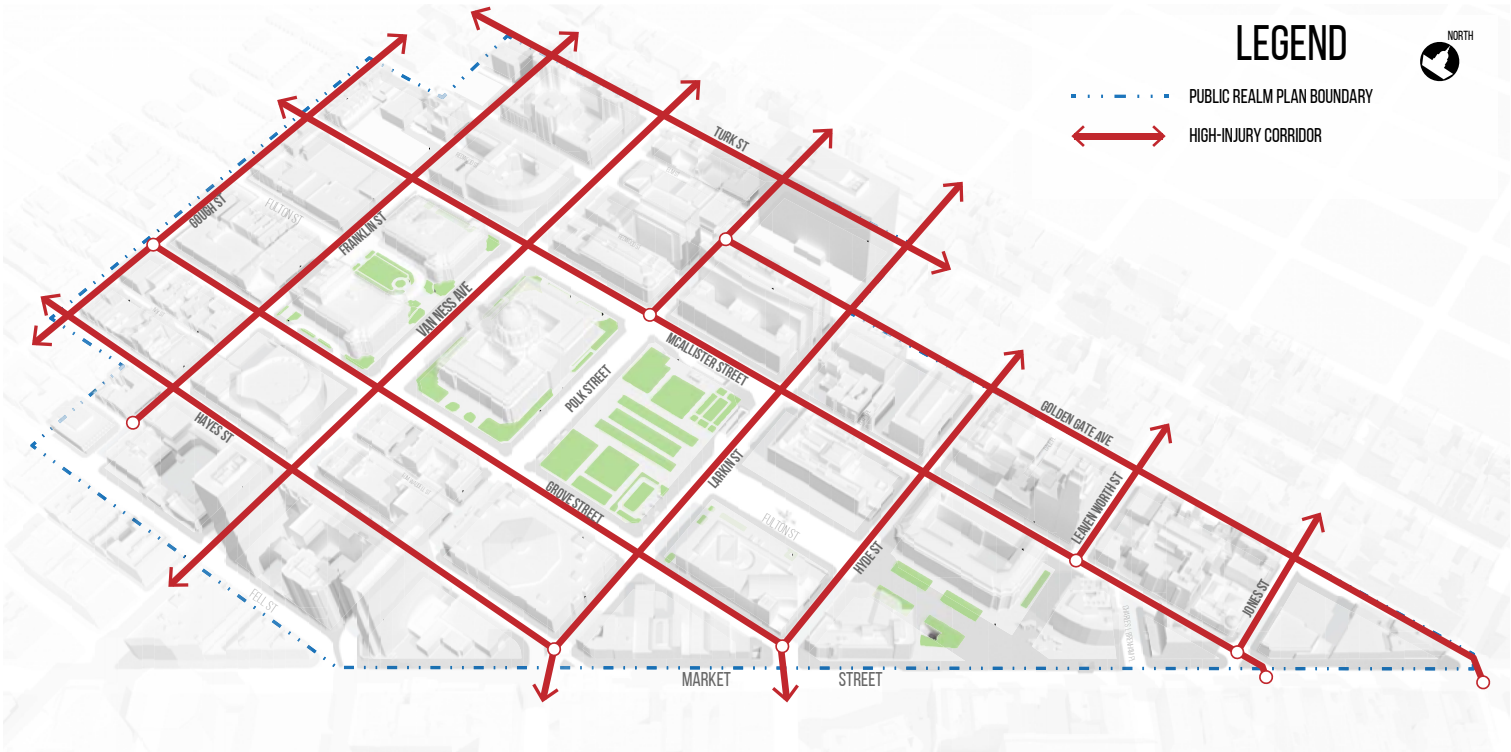 LEGEND
NORTH
PUBLIC REALM PLAN BOUNDARY
HIGH-INJURY CORRIDOR
TURK ST
GOUGH ST
FULTON ST
FRANKLIN ST
VAN NESS AVE
MCALLISTER STREET
POLK STREET
HAYES ST
GOLDEN GATE AVE
LARKIN ST
GROVE STREET
LEAVEN WORTH ST
FULTON ST
HYDE ST
FELL ST
JONES ST
MARKET STREET